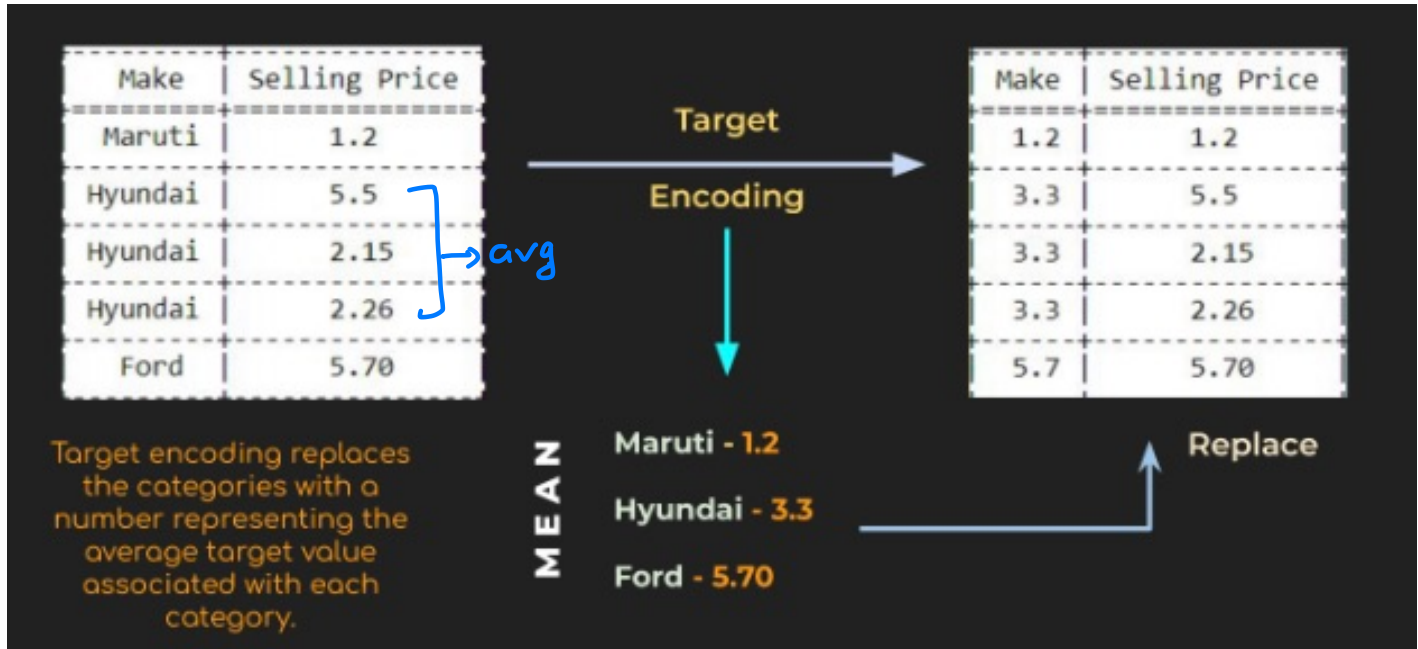 Make | Selling Price
Maruti | 1.2
Hyundai | 5.5
Hyundai | 2.15
Hyundai | 2.26
Ford | 5.70
avg
Target
Encoding
Make | Selling Price
1.2 | 1.2
3.3 | 5.5
3.3 | 2.15
3.3 | 2.26
5.7 | 5.70
Target encoding replaces
the categories with a
number representing the
average target value
associated with each
category.
MEAN
Maruti - 1.2
Hyundai - 3.3
Ford - 5.70
Replace